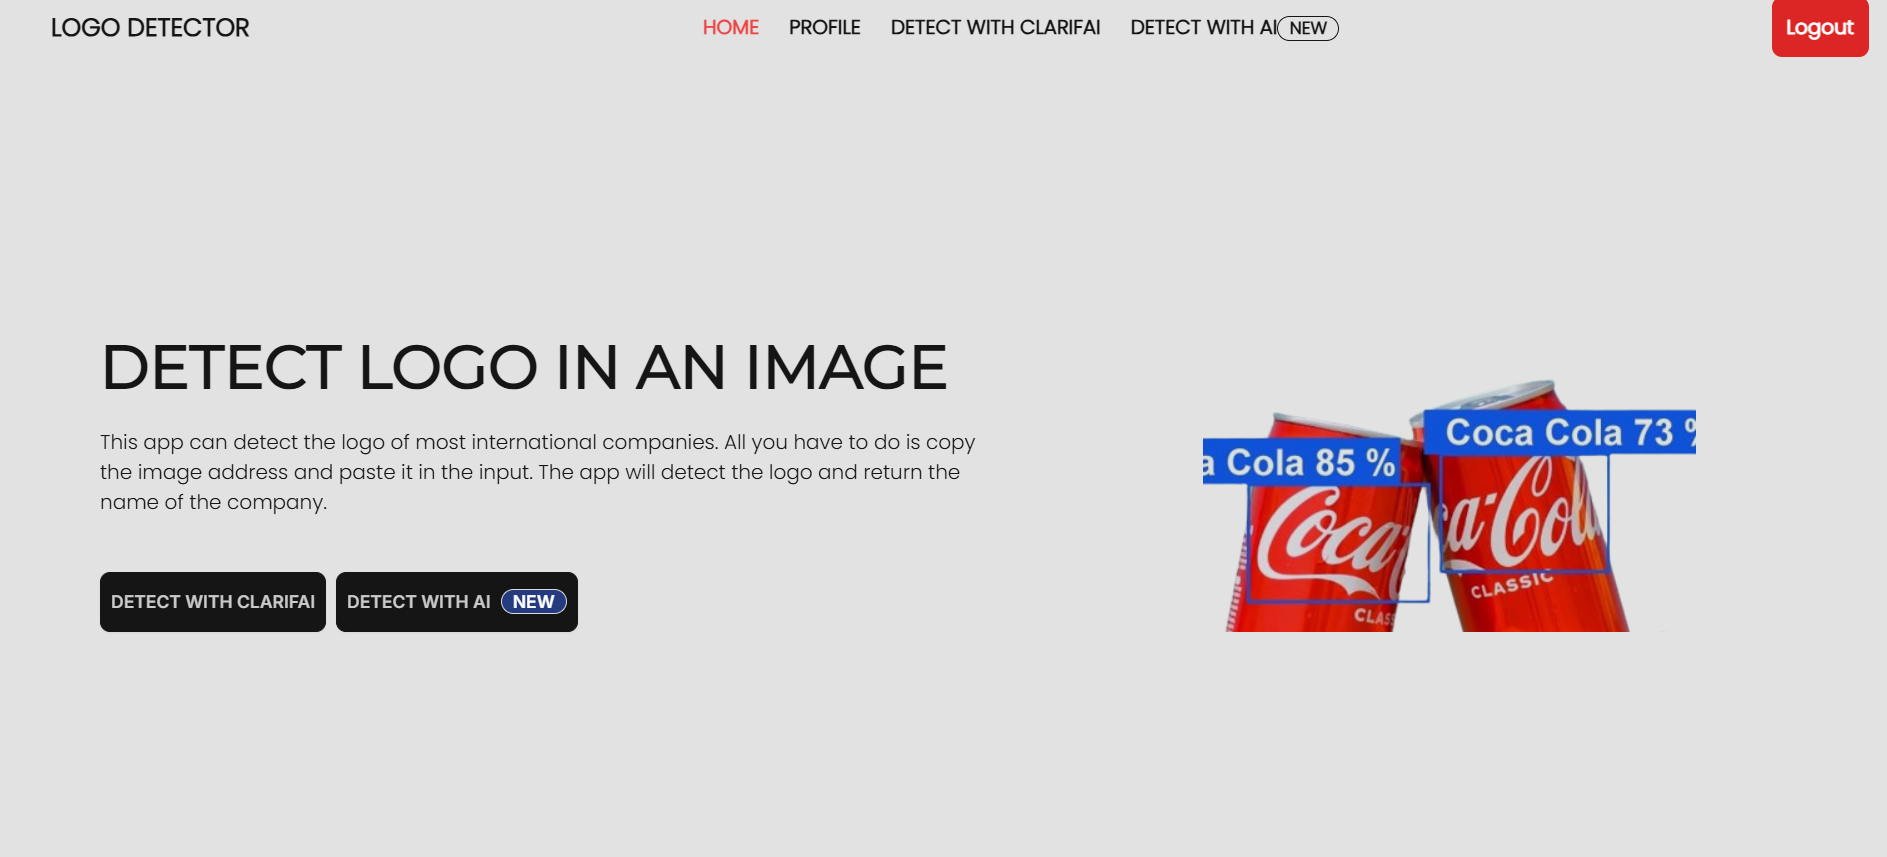 LOGO DETECTOR
HOME PROFILE DETECT WITH CLARIFAI DETECT WITH AI NEW
Logout
DETECT LOGO IN AN IMAGE
This app can detect the logo of most international companies. All you have to do is copy
the image address and paste it in the input. The app will detect the logo and return the
name of the company.
DETECT WITH CLARIFAI
DETECT WITH AI NEW
a Cola 85 %
Coca Cola 73 %
Coca-
a-Cola
CLASSIC
CLASS